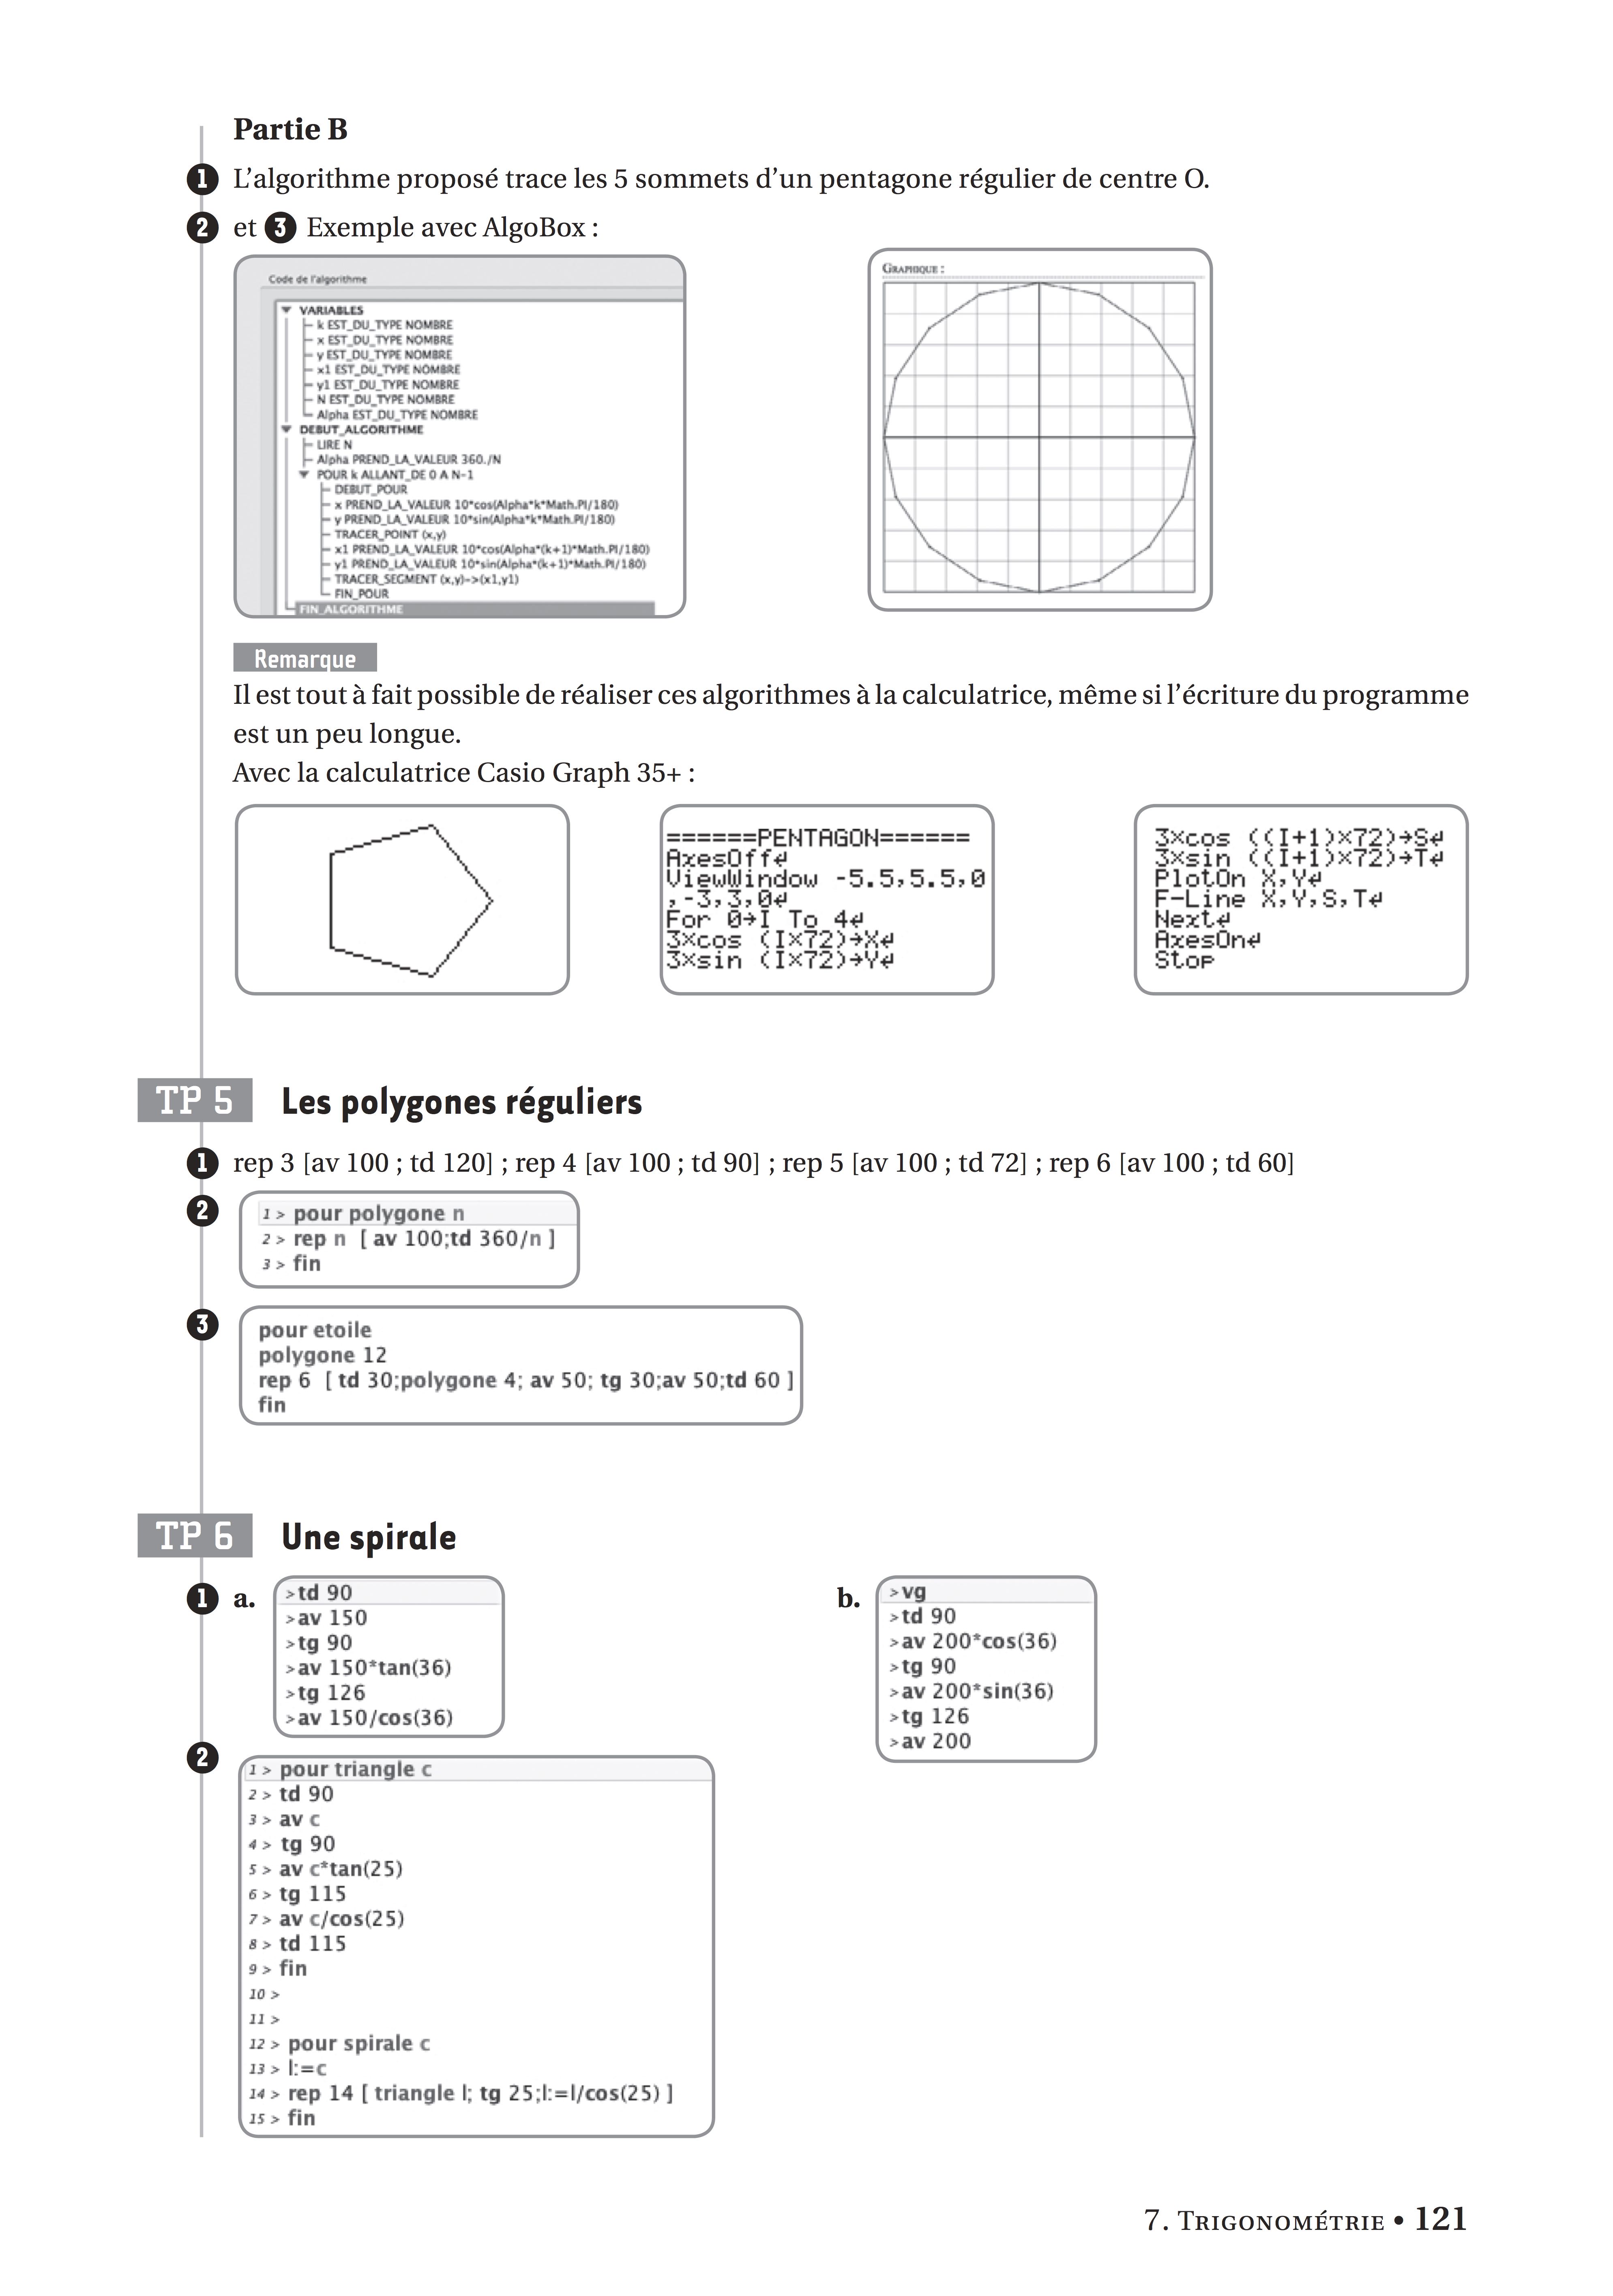 Partie B
1 L'algorithme proposé trace les 5 sommets d'un pentagone régulier de centre O.
2 et 3 Exemple avec AlgoBox :
Code de l'algorithme
VARIABLES
k EST_DU_TYPE NOMBRE
x EST_DU_TYPE NOMBRE
y EST_DU_TYPE NOMBRE
x1 EST_DU_TYPE NOMBRE
y1 EST_DU_TYPE NOMBRE
N EST_DU_TYPE NOMBRE
Alpha EST_DU_TYPE NOMBRE
DEBUT_ALGORITHME
LIRE N
Alpha PREND_LA_VALEUR 360./N
POUR k ALLANT_DE 0 A N-1
DEBUT_POUR
x PREND_LA_VALEUR 10*cos(Alpha*k*Math.PI/180)
y PREND_LA_VALEUR 10*sin(Alpha*k*Math.PI/180)
TRACER_POINT (x,y)
x1 PREND_LA_VALEUR 10*cos(Alpha*(k+1)*Math.PI/180)
y1 PREND_LA_VALEUR 10*sin(Alpha*(k+1)*Math.PI/180)
TRACER_SEGMENT (x,y)->(x1,y1)
FIN_POUR
FIN_ALGORITHME
GRAPHIQUE :
Remarque
Il est tout à fait possible de réaliser ces algorithmes à la calculatrice, même si l'écriture du programme
est un peu longue.
Avec la calculatrice Casio Graph 35+ :
======PENTAGON======
AxesOff↵
ViewWindow -5.5,5.5,0
,-3,3,0↵
For 0→I To 4↵
3×cos (I×72)→X↵
3×sin (I×72)→Y↵
3×cos ((I+1)×72)→S↵
3×sin ((I+1)×72)→T↵
PlotOn X,Y↵
F-Line X,Y,S,T↵
Next↵
AxesOn↵
Stop
TP 5 Les polygones réguliers
1 rep 3 [av 100 ; td 120] ; rep 4 [av 100 ; td 90] ; rep 5 [av 100 ; td 72] ; rep 6 [av 100 ; td 60]
2
1 > pour polygone n
2 > rep n [ av 100;td 360/n ]
3 > fin
3
pour etoile
polygone 12
rep 6 [ td 30;polygone 4; av 50; tg 30;av 50;td 60 ]
fin
TP 6 Une spirale
1 a.
>td 90
>av 150
>tg 90
>av 150*tan(36)
>tg 126
>av 150/cos(36)
b.
>vg
>td 90
>av 200*cos(36)
>tg 90
>av 200*sin(36)
>tg 126
>av 200
2
1 > pour triangle c
2 > td 90
3 > av c
4 > tg 90
5 > av c*tan(25)
6 > tg 115
7 > av c/cos(25)
8 > td 115
9 > fin
10 >
11 >
12 > pour spirale c
13 > l:=c
14 > rep 14 [ triangle l; tg 25;l:=l/cos(25) ]
15 > fin
7. TRIGONOMÉTRIE • 121